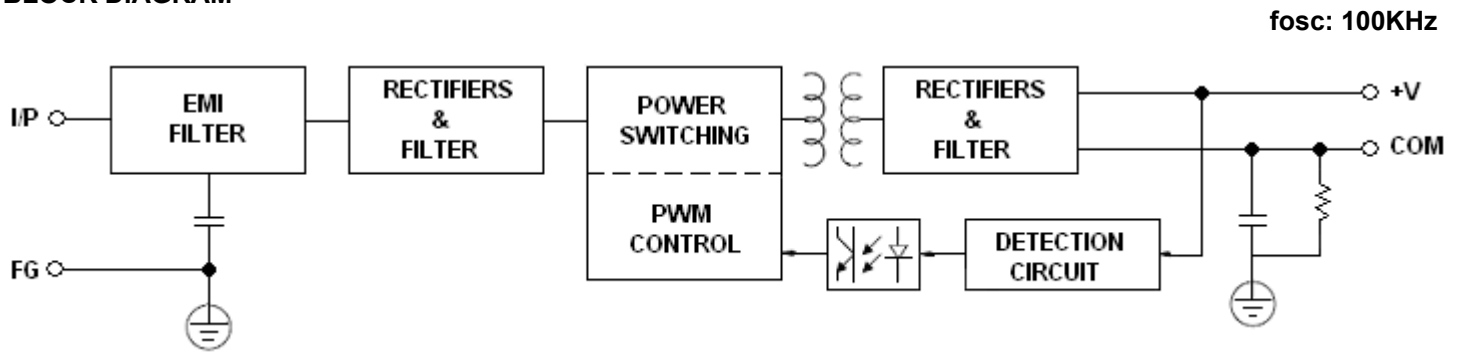 BLOCK DIAGRAM
fosc: 100KHz
I/P
EMI
FILTER
RECTIFIERS
&
FILTER
POWER
SWITCHING
PWM
CONTROL
RECTIFIERS
&
FILTER
+V
COM
DETECTION
CIRCUIT
FG